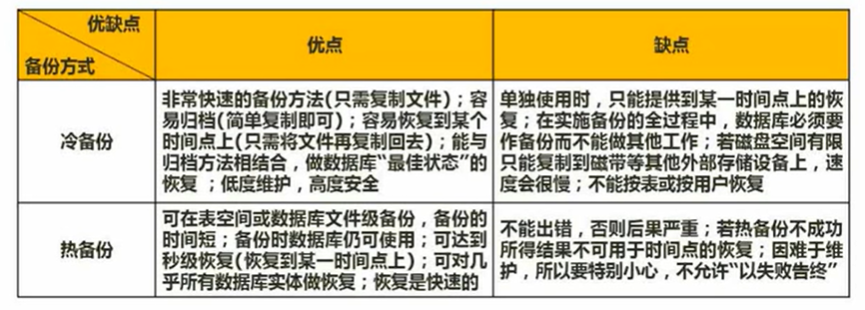 优缺点
备份方式
优点
缺点
冷备份
非常快速的备份方法(只需复制文件)；容
易归档(简单复制即可)；容易恢复到某个
时间点上(只需将文件再复制回去)；能与
归档方法相结合，做数据库“最佳状态”的
恢复 ；低度维护，高度安全
单独使用时，只能提供到某一时间点上的恢
复；在实施备份的全过程中，数据库必须要
作备份而不能做其他工作；若磁盘空间有限
只能复制到磁带等其他外部存储设备上，速
度会很慢；不能按表或按用户恢复
热备份
可在表空间或数据库文件级备份，备份的
时间短；备份时数据库仍可使用；可达到
秒级恢复(恢复到某一时间点上)；可对几
乎所有数据库实体做恢复；恢复是快速的
不能出错，否则后果严重；若热备份不成功
所得结果不可用于时间点的恢复；因难于维
护，所以要特别小心，不允许“以失败告终”